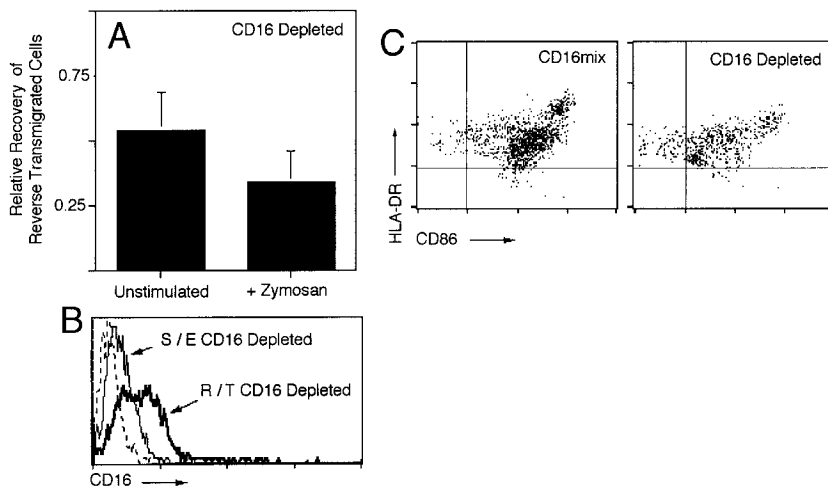 A
CD16 Depleted
Relative Recovery of
Reverse Transmigrated Cells
0.75
0.25
Unstimulated
+ Zymosan
B
S / E CD16 Depleted
R / T CD16 Depleted
CD16
C
CD16mix
CD16 Depleted
HLA-DR
CD86